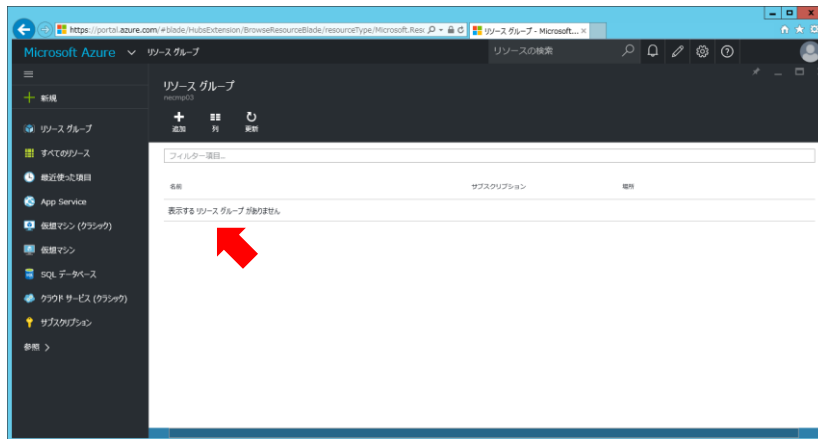 https://portal.azure.com/#blade/HubsExtension/BrowseResourceBlade/resourceType/Microsoft.Resc
リソース グループ - Microsoft... ×
Microsoft Azure
リソース グループ
リソースの検索
新規
リソース グループ
すべてのリソース
最近使った項目
App Service
仮想マシン (クラシック)
仮想マシン
SQL データベース
クラウド サービス (クラシック)
サブスクリプション
参照 >
リソース グループ
necmp03
追加
列
更新
フィルター項目...
名前
サブスクリプション
場所
表示する リソース グループ がありません